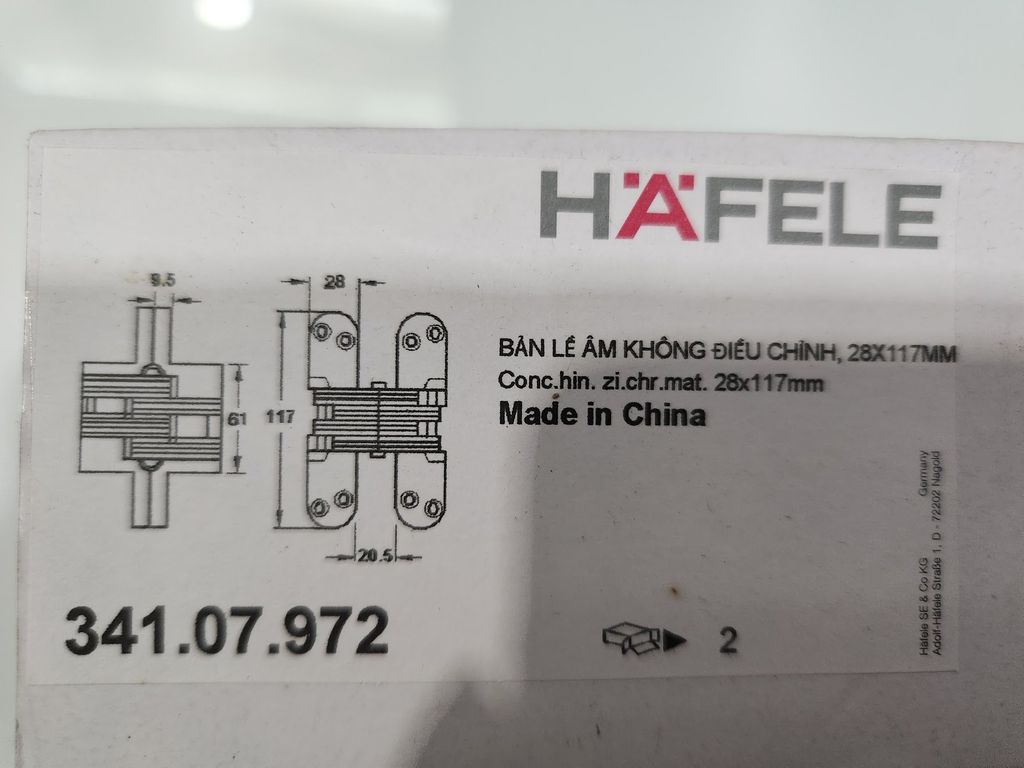 HÄFELE
9.5
28
61
117
20.5
BẢN LỀ ÂM KHÔNG ĐIỀU CHỈNH, 28X117MM
Conc.hin. zi.chr.mat. 28x117mm
Made in China
341.07.972
2
Häfele SE & Co KG Germany
Adolf-Häfele Straße 1, D - 72202 Nagold